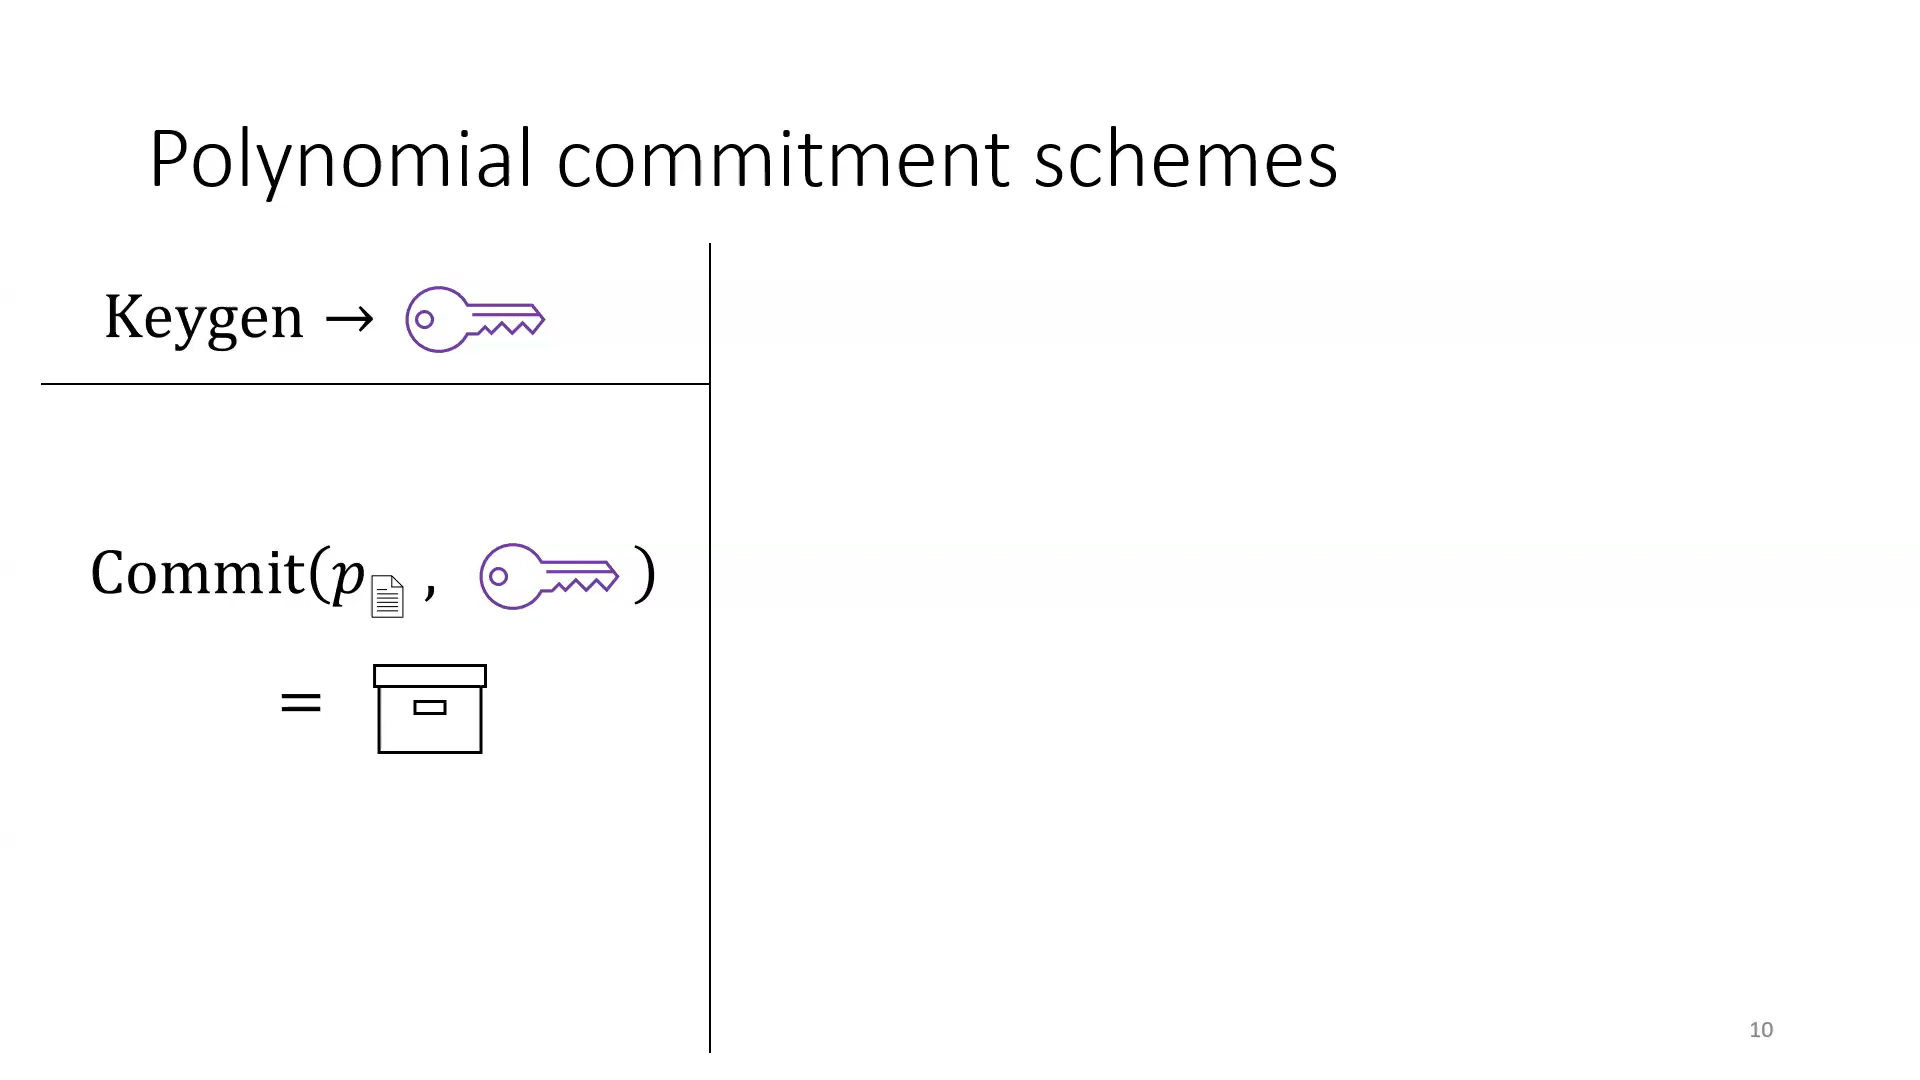 Polynomial commitment schemes
Keygen →
Commit(p , )
=
10